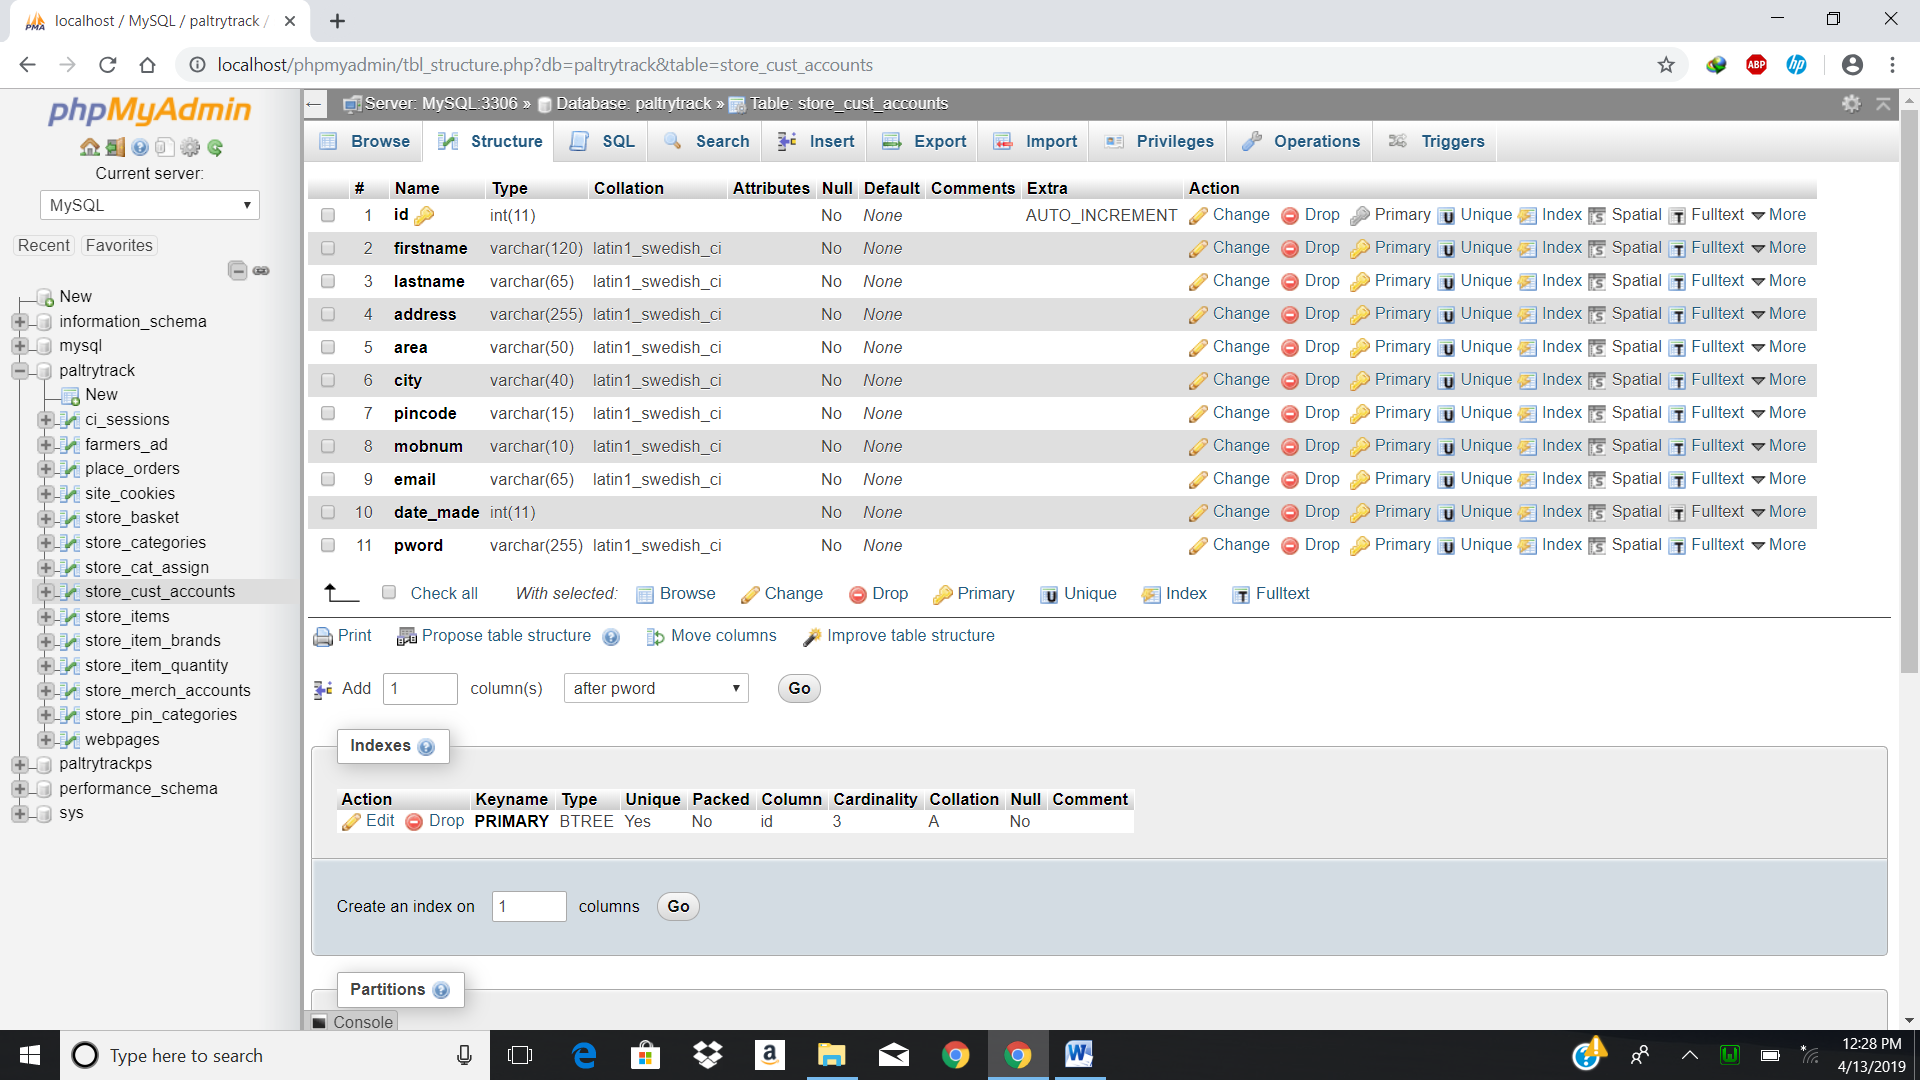 localhost / MySQL / paltrytrack /
localhost/phpmyadmin/tbl_structure.php?db=paltrytrack&table=store_cust_accounts
ABP
hp
phpMyAdmin
Current server:
MySQL
Recent Favorites
New
information_schema
mysql
paltrytrack
New
ci_sessions
farmers_ad
place_orders
site_cookies
store_basket
store_categories
store_cat_assign
store_cust_accounts
store_items
store_item_brands
store_item_quantity
store_merch_accounts
store_pin_categories
webpages
paltrytrackps
performance_schema
sys
Server: MySQL:3306 » Database: paltrytrack » Table: store_cust_accounts
Browse Structure SQL Search Insert Export Import Privileges Operations Triggers
# Name Type Collation Attributes Null Default Comments Extra Action
1 id int(11) No None AUTO_INCREMENT Change Drop Primary Unique Index Spatial Fulltext More
2 firstname varchar(120) latin1_swedish_ci No None Change Drop Primary Unique Index Spatial Fulltext More
3 lastname varchar(65) latin1_swedish_ci No None Change Drop Primary Unique Index Spatial Fulltext More
4 address varchar(255) latin1_swedish_ci No None Change Drop Primary Unique Index Spatial Fulltext More
5 area varchar(50) latin1_swedish_ci No None Change Drop Primary Unique Index Spatial Fulltext More
6 city varchar(40) latin1_swedish_ci No None Change Drop Primary Unique Index Spatial Fulltext More
7 pincode varchar(15) latin1_swedish_ci No None Change Drop Primary Unique Index Spatial Fulltext More
8 mobnum varchar(10) latin1_swedish_ci No None Change Drop Primary Unique Index Spatial Fulltext More
9 email varchar(65) latin1_swedish_ci No None Change Drop Primary Unique Index Spatial Fulltext More
10 date_made int(11) No None Change Drop Primary Unique Index Spatial Fulltext More
11 pword varchar(255) latin1_swedish_ci No None Change Drop Primary Unique Index Spatial Fulltext More
Check all With selected: Browse Change Drop Primary Unique Index Fulltext
Print Propose table structure Move columns Improve table structure
Add 1 column(s) after pword Go
Indexes
Action Keyname Type Unique Packed Column Cardinality Collation Null Comment
Edit Drop PRIMARY BTREE Yes No id 3 A No
Create an index on 1 columns Go
Partitions
Console
Type here to search
12:28 PM
4/13/2019